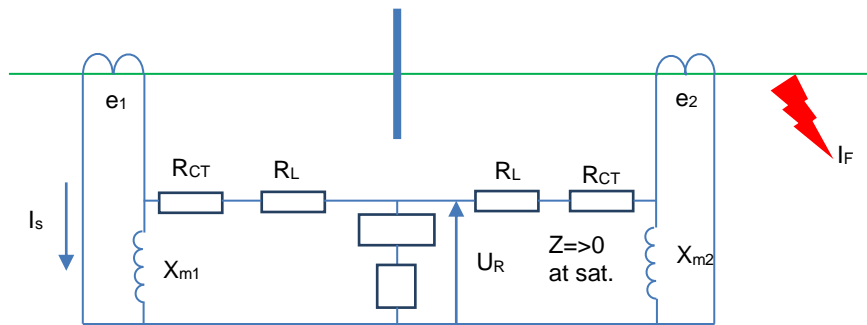 e1
e2
RCT
RL
RL
RCT
IF
Is
Xm1
UR
Z=>0
at sat.
Xm2